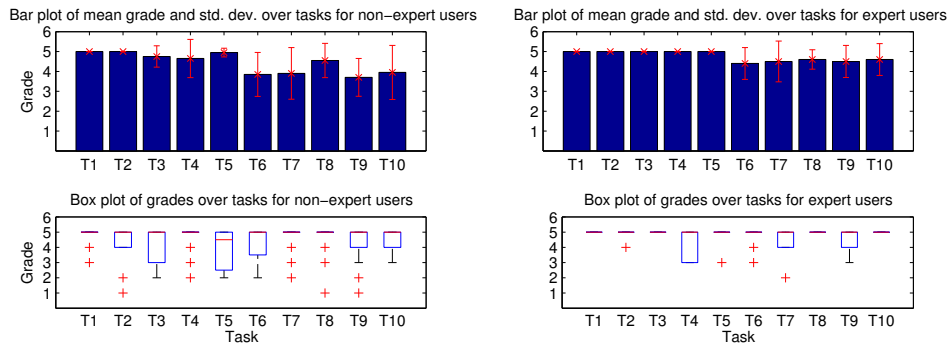 Bar plot of mean grade and std. dev. over tasks for non−expert users
6
5
4
3
2
1
Grade
T1 T2 T3 T4 T5 T6 T7 T8 T9 T10
Bar plot of mean grade and std. dev. over tasks for expert users
6
5
4
3
2
1
T1 T2 T3 T4 T5 T6 T7 T8 T9 T10
Box plot of grades over tasks for non−expert users
6
5
4
3
2
1
Grade
T1 T2 T3 T4 T5 T6 T7 T8 T9 T10
Task
Box plot of grades over tasks for expert users
6
5
4
3
2
1
T1 T2 T3 T4 T5 T6 T7 T8 T9 T10
Task